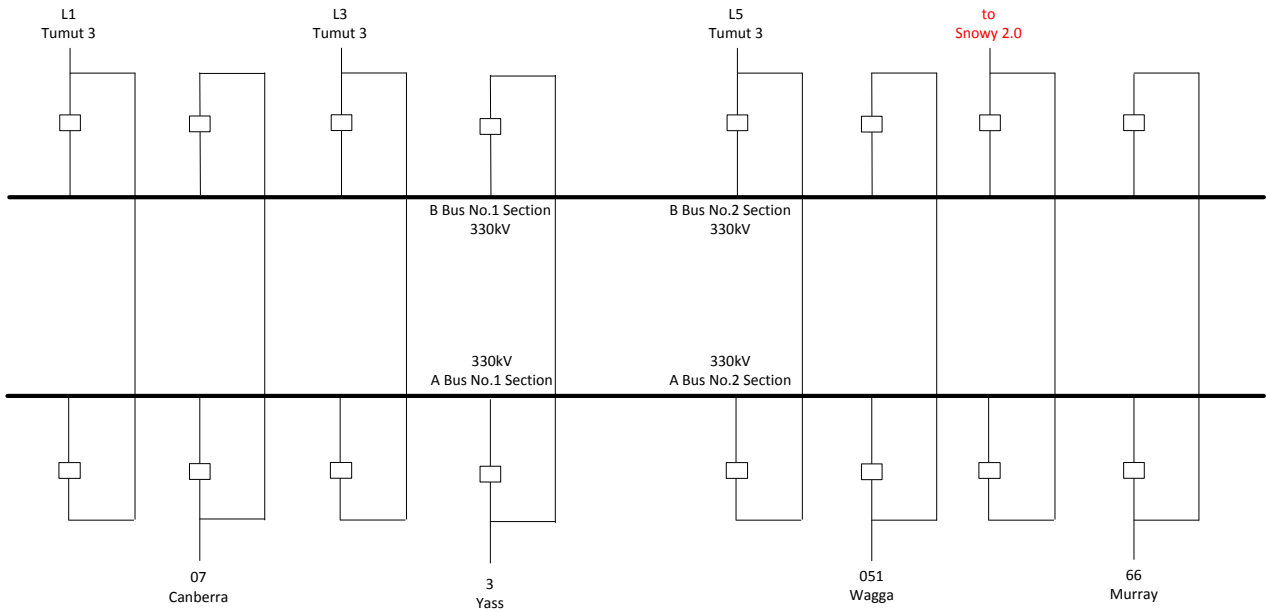 L1
Tumut 3
L3
Tumut 3
L5
Tumut 3
to
Snowy 2.0
B Bus No.1 Section
330kV
B Bus No.2 Section
330kV
330kV
A Bus No.1 Section
330kV
A Bus No.2 Section
07
Canberra
3
Yass
051
Wagga
66
Murray